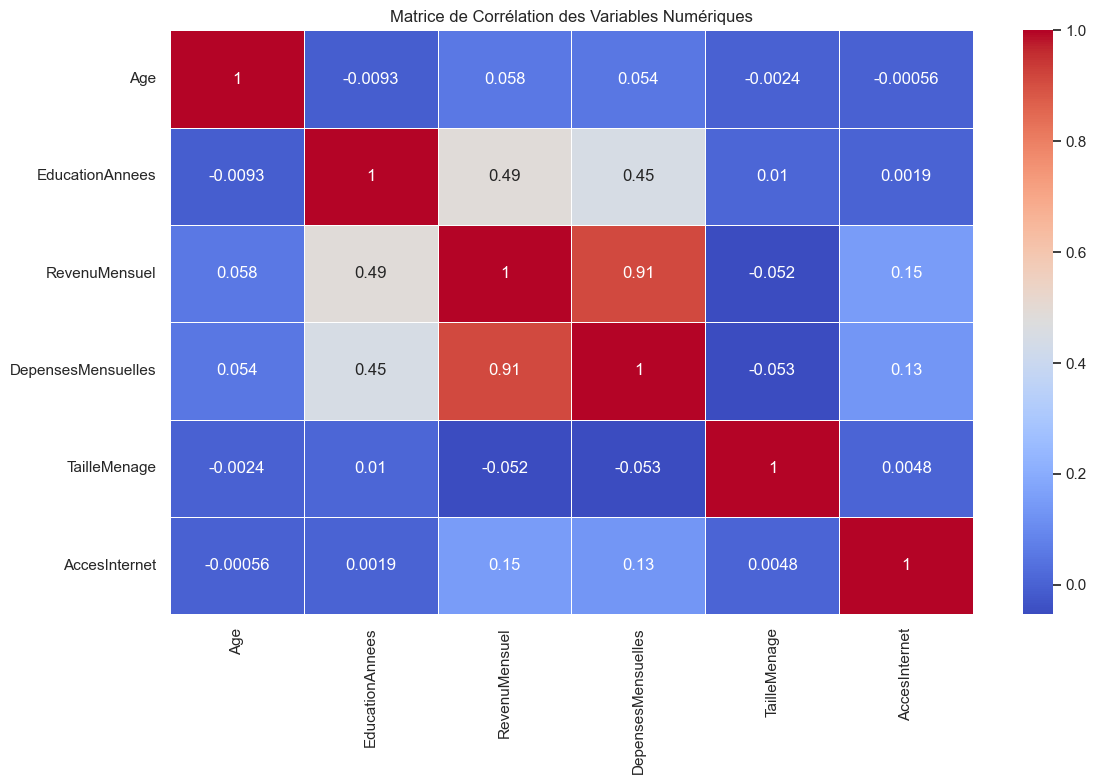 Matrice de Corrélation des Variables Numériques
Age 1 -0.0093 0.058 0.054 -0.0024 -0.00056
EducationAnnees -0.0093 1 0.49 0.45 0.01 0.0019
RevenuMensuel 0.058 0.49 1 0.91 -0.052 0.15
DepensesMensuelles 0.054 0.45 0.91 1 -0.053 0.13
TailleMenage -0.0024 0.01 -0.052 -0.053 1 0.0048
AccesInternet -0.00056 0.0019 0.15 0.13 0.0048 1
Age
EducationAnnees
RevenuMensuel
DepensesMensuelles
TailleMenage
AccesInternet
1.0
0.8
0.6
0.4
0.2
0.0